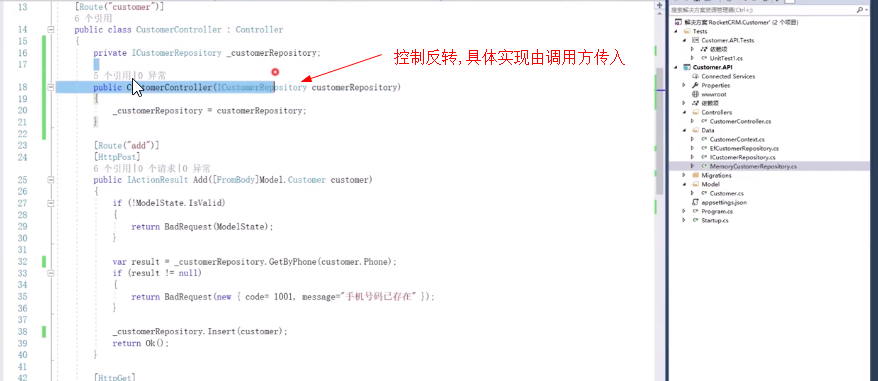 13 [Route("customer")]
6 个引用
14 public class CustomerController : Controller
15 {
16 private ICustomerRepository _customerRepository;
控制反转,具体实现由调用方传入
17
5 个引用|0 异常
18 public CustomerController(ICustomerRepository customerRepository)
19 {
20 _customerRepository = customerRepository;
21 }
22
23 [Route("add")]
24 [HttpPost]
6 个引用|0 个请求|0 异常
25 public IActionResult Add([FromBody]Model.Customer customer)
26 {
27 if (!ModelState.IsValid)
28 {
29 return BadRequest(ModelState);
30 }
31
32 var result = _customerRepository.GetByPhone(customer.Phone);
33 if (result != null)
34 {
35 return BadRequest(new { code= 1001, message="手机号码已存在" });
36 }
37
38 _customerRepository.Insert(customer);
39 return Ok();
40 }
41
42 [HttpGet]
搜索解决方案资源管理器(Ctrl+;)
解决方案'RocketCRM.Customer' (2 个项目)
Tests
Customer.API.Tests
依赖项
UnitTest1.cs
Customer.API
Connected Services
Properties
wwwroot
依赖项
Controllers
CustomerController.cs
Data
CustomerContext.cs
EfCustomerRepository.cs
ICustomerRepository.cs
MemoryCustomerRepository.cs
Migrations
Model
Customer.cs
appsettings.json
Program.cs
Startup.cs